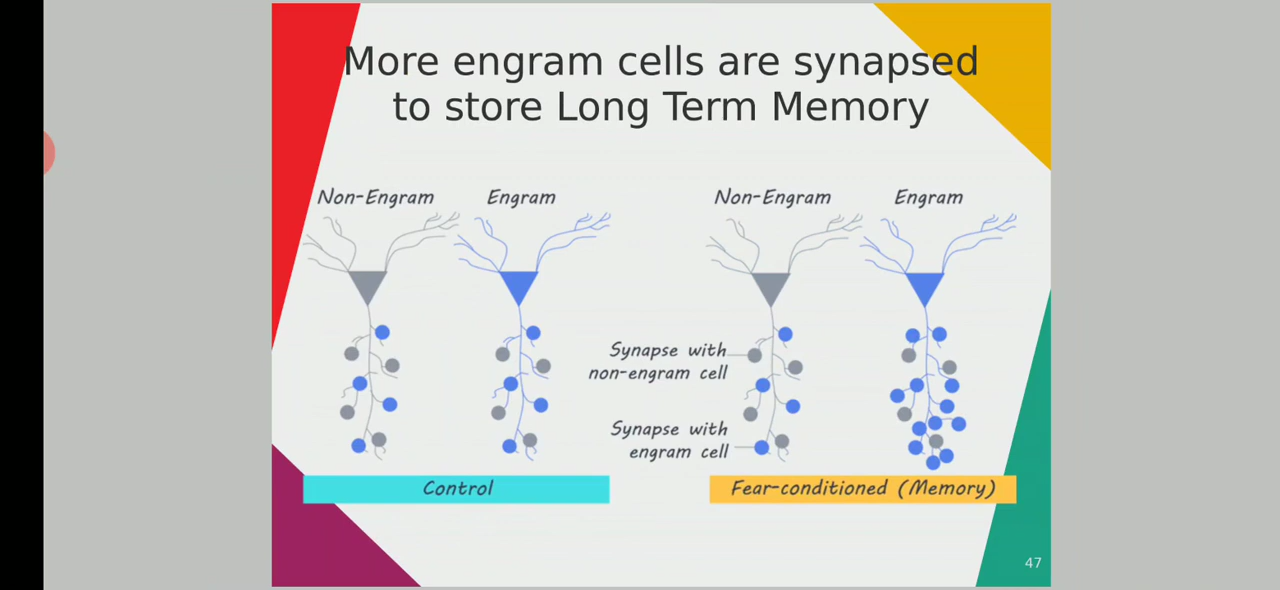 More engram cells are synapsed
to store Long Term Memory
Non-Engram
Engram
Non-Engram
Engram
Synapse with
non-engram cell
Synapse with
engram cell
Control
Fear-conditioned (Memory)
47